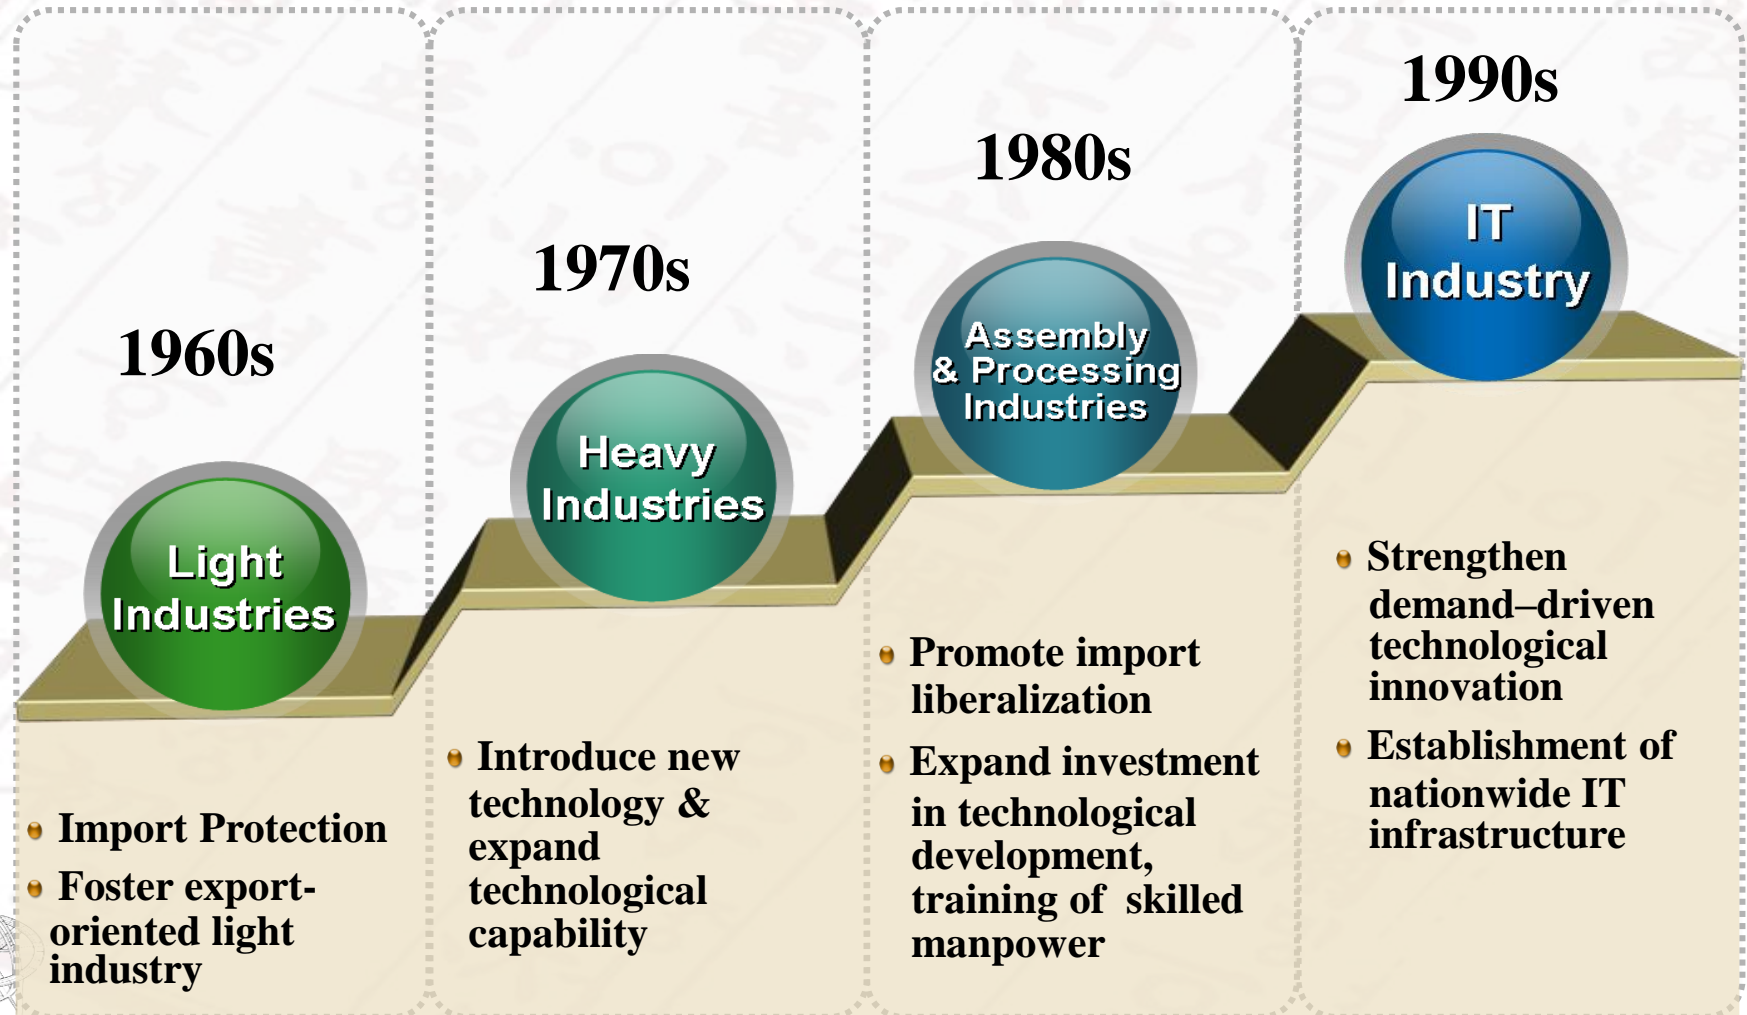 1960s
Light
Industries
Import Protection
Foster export-
oriented light
industry
1970s
Heavy
Industries
Introduce new
technology &
expand
technological
capability
1980s
Assembly
& Processing
Industries
Promote import
liberalization
Expand investment
in technological
development,
training of  skilled
manpower
1990s
IT
Industry
Strengthen
demand–driven
technological
innovation
Establishment of
nationwide IT
infrastructure